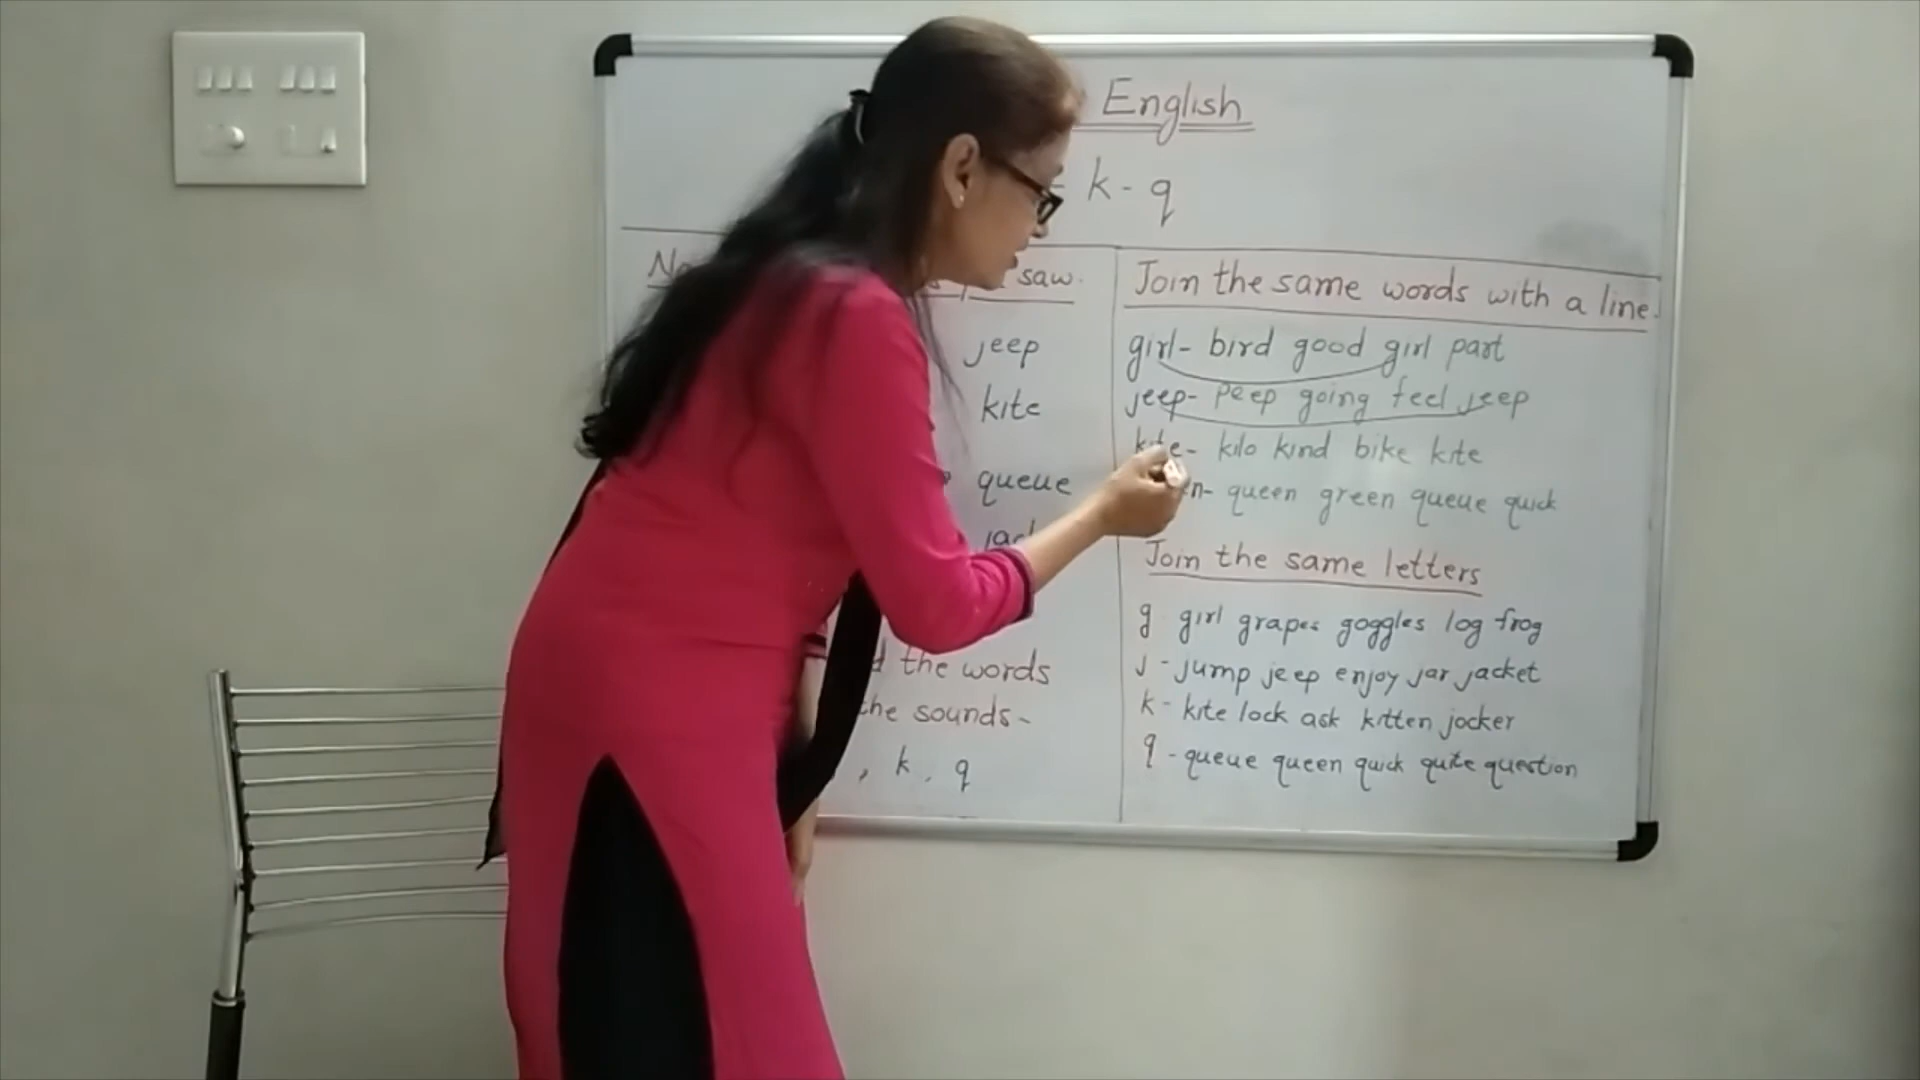 English
k - q
saw.
jeep
kite
queue
the words
the sounds-
, k, q
Join the same words with a line.
girl- bird good girl part
jeep- peep going feel jeep
kite- kilo kind bike kite
queen green queue quick
Join the same letters
g girl grapes goggles log frog
j - jump jeep enjoy jar jacket
k - kite lock ask kitten jocker
q - queue queen quick quite question